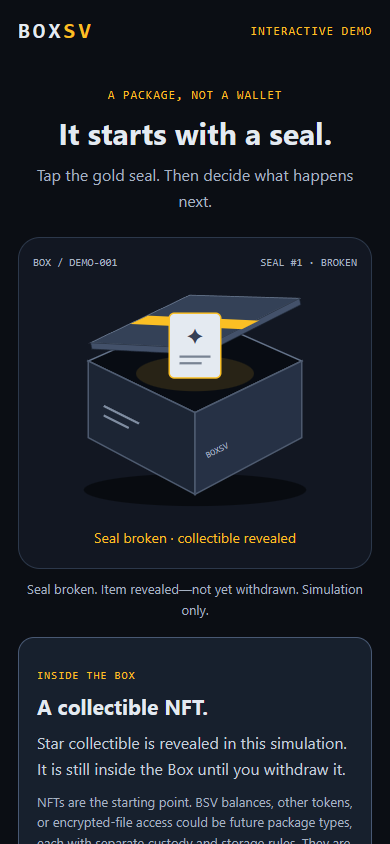 BOXSV
INTERACTIVE DEMO
A PACKAGE, NOT A WALLET
It starts with a seal.
Tap the gold seal. Then decide what happens
next.
BOX / DEMO-001
SEAL #1 · BROKEN
BOXSV
Seal broken · collectible revealed
Seal broken. Item revealed—not yet withdrawn. Simulation
only.
INSIDE THE BOX
A collectible NFT.
Star collectible is revealed in this simulation.
It is still inside the Box until you withdraw it.
NFTs are the starting point. BSV balances, other tokens,
or encrypted-file access could be future package types,
each with separate custody and storage rules. They are